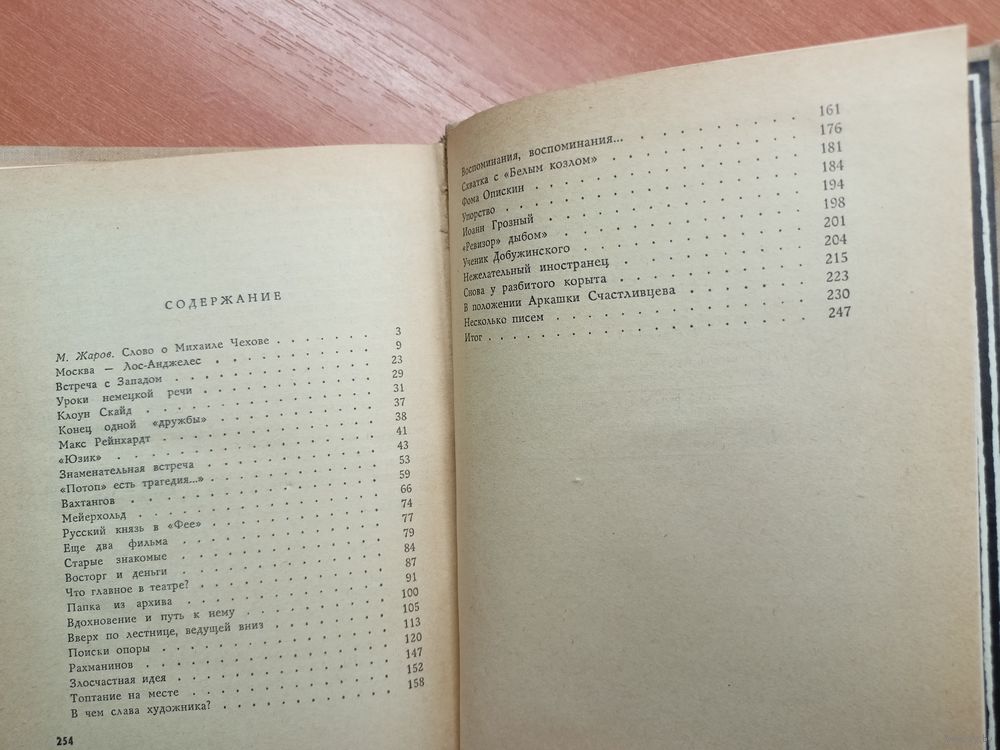 СОДЕРЖАНИЕ
М. Жаров. Слово о Михаиле Чехове . . . . . . 3
Москва — Лос-Анджелес . . . . . . 9
Встреча с Западом . . . . . . 23
Уроки немецкой речи . . . . . . 29
Клоун Скайд . . . . . . 31
Конец одной «дружбы» . . . . . . 37
Макс Рейнхардт . . . . . . 38
«Юзик» . . . . . . 41
Знаменательная встреча . . . . . . 43
«Потоп» есть трагедия...» . . . . . . 53
Вахтангов . . . . . . 59
Мейерхольд . . . . . . 66
Русский князь в «Фее» . . . . . . 74
Еще два фильма . . . . . . 77
Старые знакомые . . . . . . 79
Восторг и деньги . . . . . . 84
Что главное в театре? . . . . . . 87
Папка из архива . . . . . . 91
Вдохновение и путь к нему . . . . . . 100
Вверх по лестнице, ведущей вниз . . . . . . 105
Поиски опоры . . . . . . 113
Рахманинов . . . . . . 120
Злосчастная идея . . . . . . 147
Топтание на месте . . . . . . 152
В чем слава художника? . . . . . . 158
254
Воспоминания, воспоминания... . . . . . . 161
Схватка с «Белым козлом» . . . . . . 176
Фома Опискин . . . . . . 181
Упорство . . . . . . 184
Иоанн Грозный . . . . . . 194
«Ревизор» дыбом» . . . . . . 198
Ученик Добужинского . . . . . . 201
Нежелательный иностранец . . . . . . 204
Снова у разбитого корыта . . . . . . 215
В положении Аркашки Счастливцева . . . . . . 223
Несколько писем . . . . . . 230
Итог . . . . . . 247